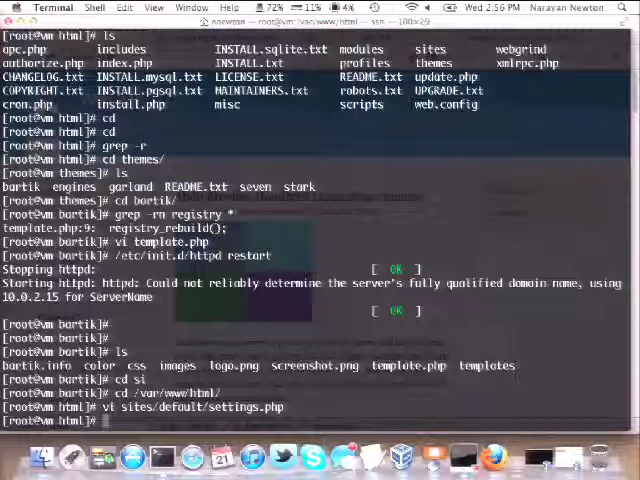 Terminal Shell Edit View Window Help 72% 11% Wed 2:56 PM Narayan Newton
nnewton — root@vm:/var/www/html — ssh — 100×29
[root@vm html]# ls
apc.php includes INSTALL.sqlite.txt modules sites webgrind
authorize.php index.php INSTALL.txt profiles themes xmlrpc.php
CHANGELOG.txt INSTALL.mysql.txt LICENSE.txt README.txt update.php
COPYRIGHT.txt INSTALL.pgsql.txt MAINTAINERS.txt robots.txt UPGRADE.txt
cron.php install.php misc scripts web.config
[root@vm html]# cd
[root@vm html]# cd
[root@vm html]# grep -r
[root@vm html]# cd themes/
[root@vm themes]# ls
bartik engines garland README.txt seven stark
[root@vm themes]# cd bartik/
[root@vm bartik]# grep -rn registry *
template.php:9: registry_rebuild();
[root@vm bartik]# vi template.php
[root@vm bartik]# /etc/init.d/httpd restart
Stopping httpd: [ OK ]
Starting httpd: httpd: Could not reliably determine the server's fully qualified domain name, using
10.0.2.15 for ServerName
[ OK ]
[root@vm bartik]#
[root@vm bartik]#
[root@vm bartik]# ls
bartik.info color css images logo.png screenshot.png template.php templates
[root@vm bartik]# cd si
[root@vm bartik]# cd /var/www/html/
[root@vm html]# vi sites/default/settings.php
[root@vm html]#
21